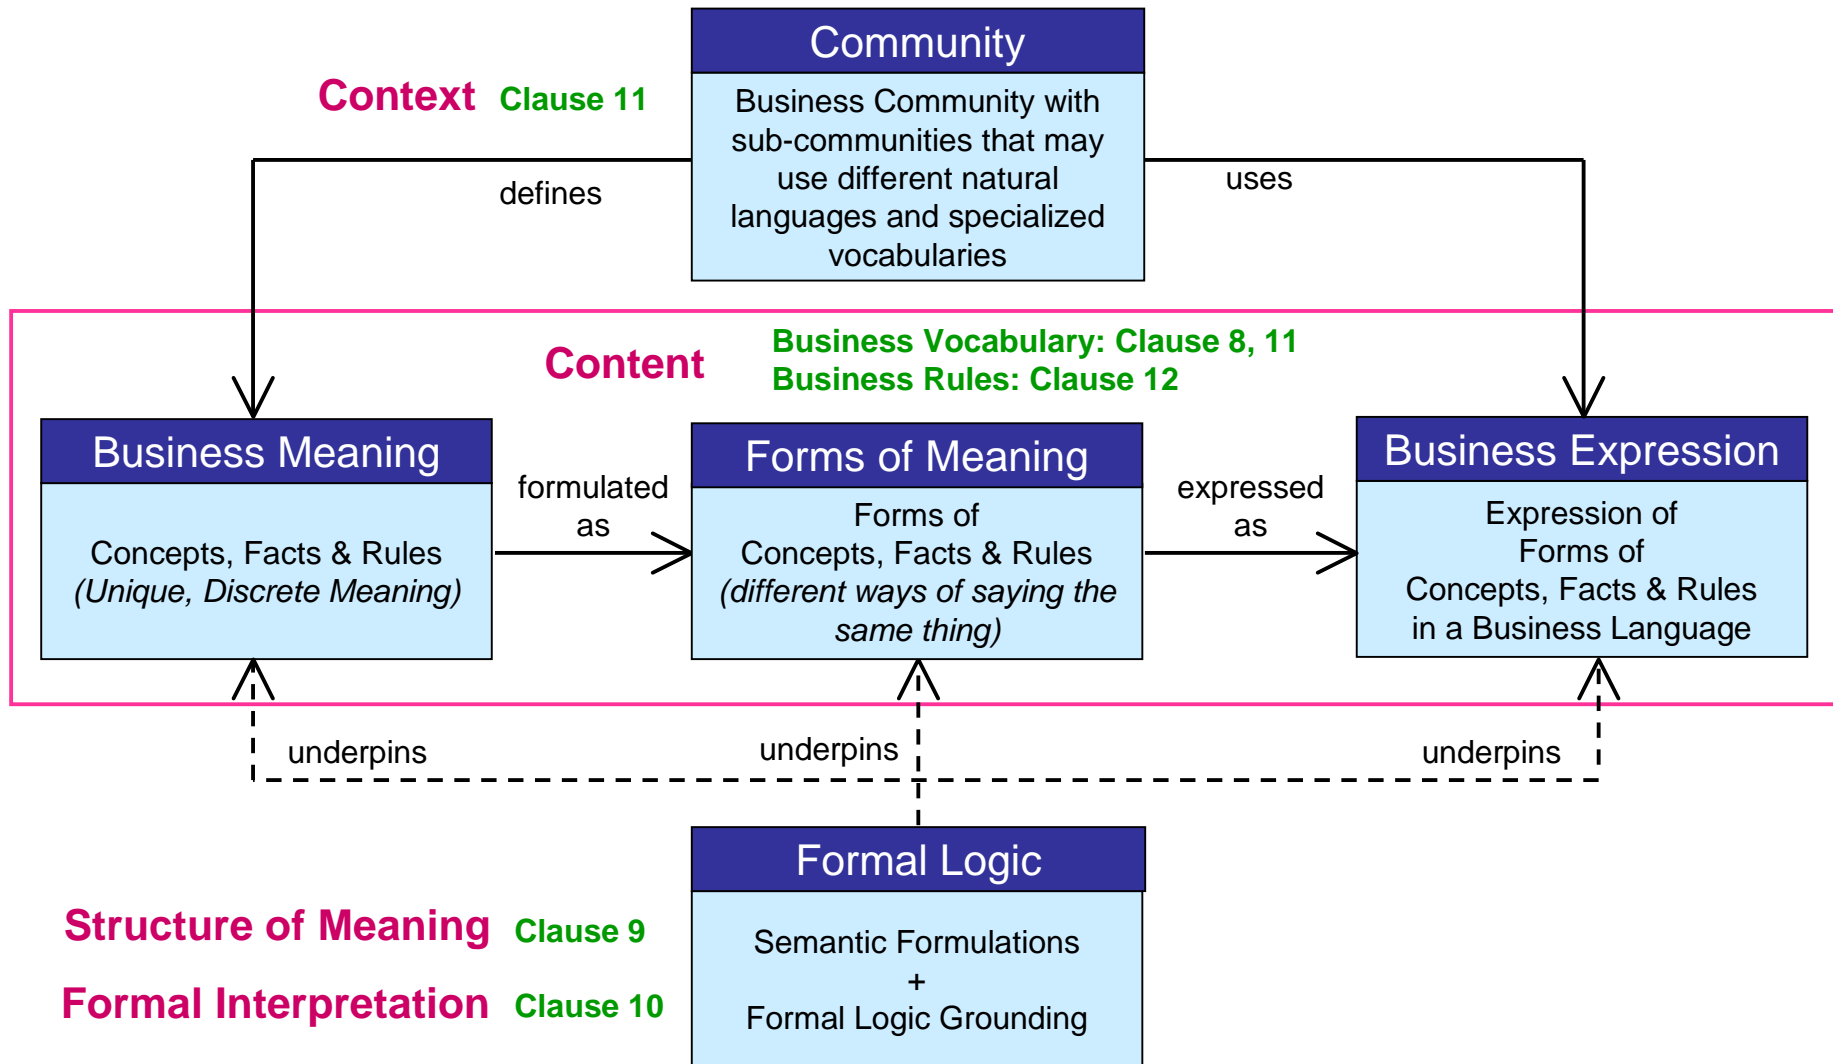 Community
Context Clause 11
Business Community with
sub-communities that may
use different natural
languages and specialized
vocabularies
defines
uses
Content
Business Vocabulary: Clause 8, 11
Business Rules: Clause 12
Business Meaning
Concepts, Facts & Rules
(Unique, Discrete Meaning)
formulated
as
Forms of Meaning
Forms of
Concepts, Facts & Rules
(different ways of saying the
same thing)
expressed
as
Business Expression
Expression of
Forms of
Concepts, Facts & Rules
in a Business Language
underpins
underpins
underpins
Formal Logic
Semantic Formulations
+
Formal Logic Grounding
Structure of Meaning Clause 9
Formal Interpretation Clause 10